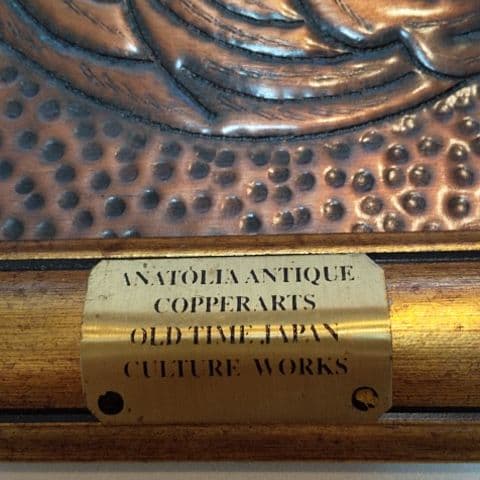 ANATOLIA ANTIQUE
COPPERARTS
OLD TIME JAPAN
CULTURE WORKS